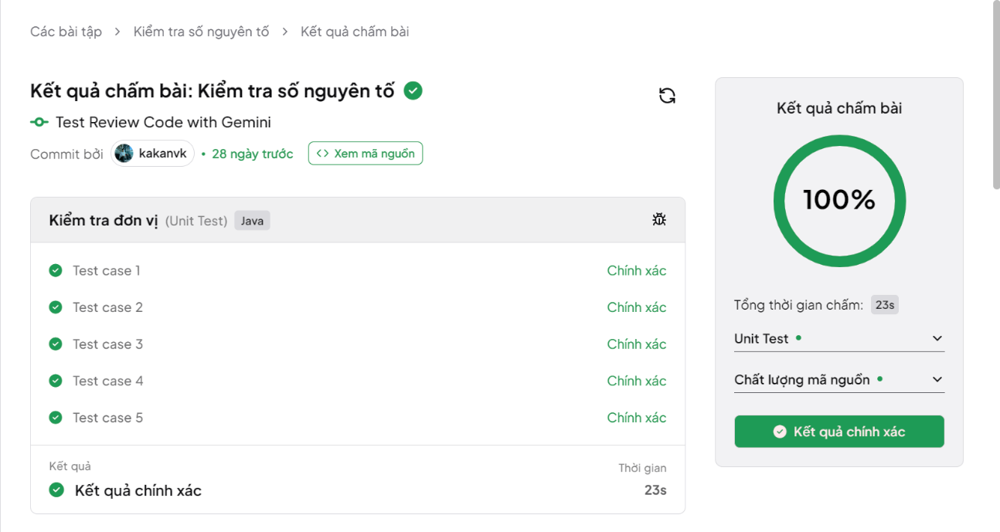 Các bài tập > Kiểm tra số nguyên tố > Kết quả chấm bài
Kết quả chấm bài: Kiểm tra số nguyên tố
Test Review Code with Gemini
Commit bởi kakanvk • 28 ngày trước <> Xem mã nguồn
Kiểm tra đơn vị (Unit Test) Java
Test case 1 Chính xác
Test case 2 Chính xác
Test case 3 Chính xác
Test case 4 Chính xác
Test case 5 Chính xác
Kết quả Thời gian
Kết quả chính xác 23s
Kết quả chấm bài
100%
Tổng thời gian chấm: 23s
Unit Test •
Chất lượng mã nguồn •
Kết quả chính xác